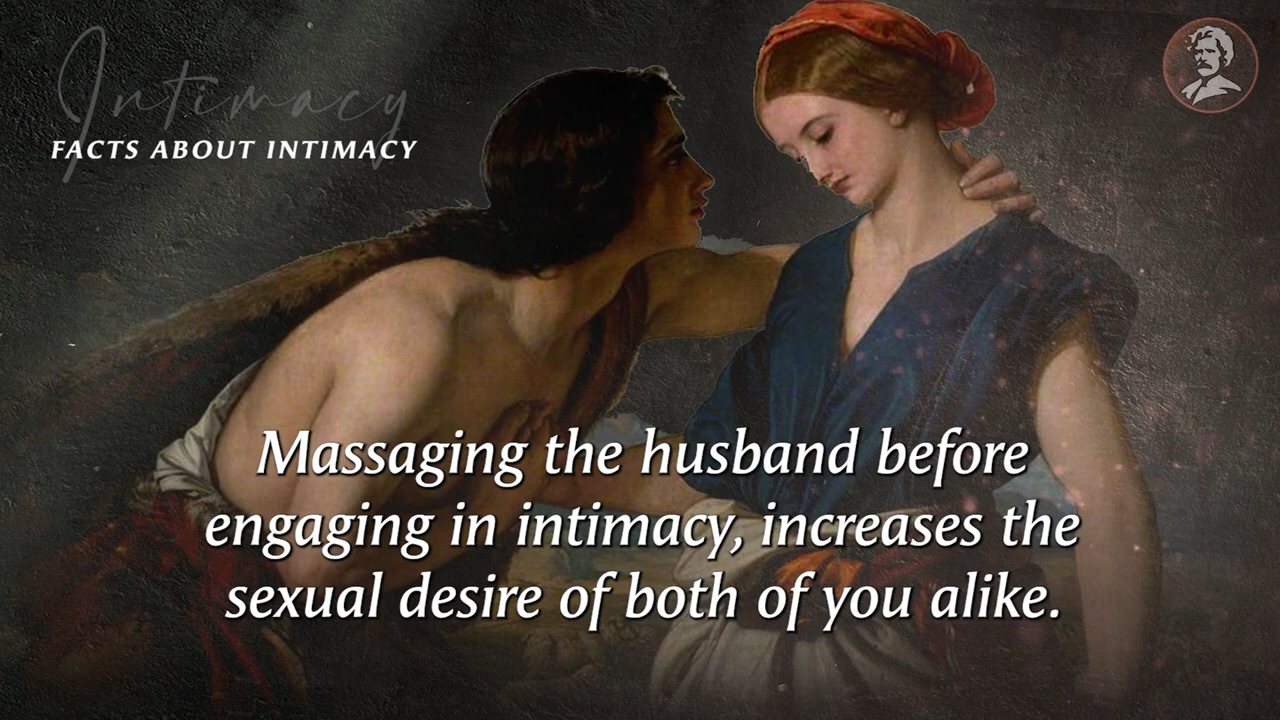 Intimacy
FACTS ABOUT INTIMACY
Massaging the husband before
engaging in intimacy, increases the
sexual desire of both of you alike.